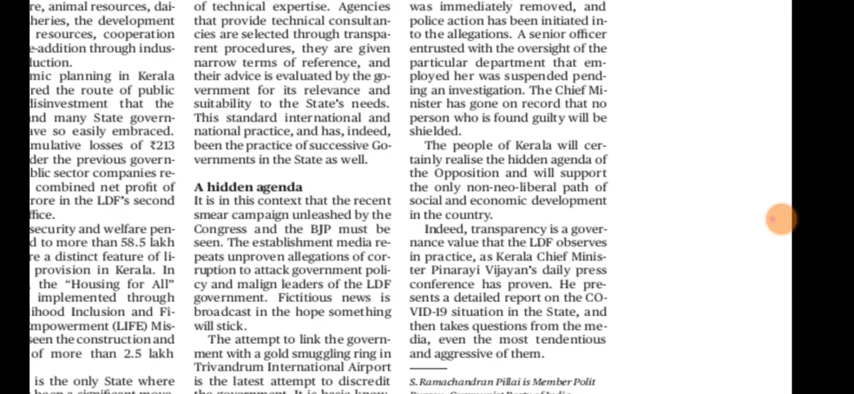 re, animal resources, dai-
heries, the development
resources, cooperation
e-addition through indus-
luction.
mic planning in Kerala
red the route of public
disinvestment that the
and many State govern-
ave so easily embraced.
mulative losses of ₹213
der the previous govern-
blic sector companies re-
combined net profit of
rore in the LDF's second
ffice.
security and welfare pen-
d to more than 58.5 lakh
re a distinct feature of li-
provision in Kerala. In
the “Housing for All”
implemented through
ihood Inclusion and Fi-
mpowerment (LIFE) Mis-
seen the construction and
of more than 2.5 lakh
is the only State where
of technical expertise. Agencies
that provide technical consultan-
cies are selected through transpa-
rent procedures, they are given
narrow terms of reference, and
their advice is evaluated by the go-
vernment for its relevance and
suitability to the State's needs.
This standard international and
national practice, and has, indeed,
been the practice of successive Go-
vernments in the State as well.
A hidden agenda
It is in this context that the recent
smear campaign unleashed by the
Congress and the BJP must be
seen. The establishment media re-
peats unproven allegations of cor-
ruption to attack government poli-
cy and malign leaders of the LDF
government. Fictitious news is
broadcast in the hope something
will stick.
The attempt to link the govern-
ment with a gold smuggling ring in
Trivandrum International Airport
is the latest attempt to discredit
was immediately removed, and
police action has been initiated in-
to the allegations. A senior officer
entrusted with the oversight of the
particular department that em-
ployed her was suspended pend-
ing an investigation. The Chief Mi-
nister has gone on record that no
person who is found guilty will be
shielded.
The people of Kerala will cer-
tainly realise the hidden agenda of
the Opposition and will support
the only non-neo-liberal path of
social and economic development
in the country.
Indeed, transparency is a gover-
nance value that the LDF observes
in practice, as Kerala Chief Minis-
ter Pinarayi Vijayan's daily press
conference has proven. He pre-
sents a detailed report on the CO-
VID-19 situation in the State, and
then takes questions from the me-
dia, even the most tendentious
and aggressive of them.
S. Ramachandran Pillai is Member Polit